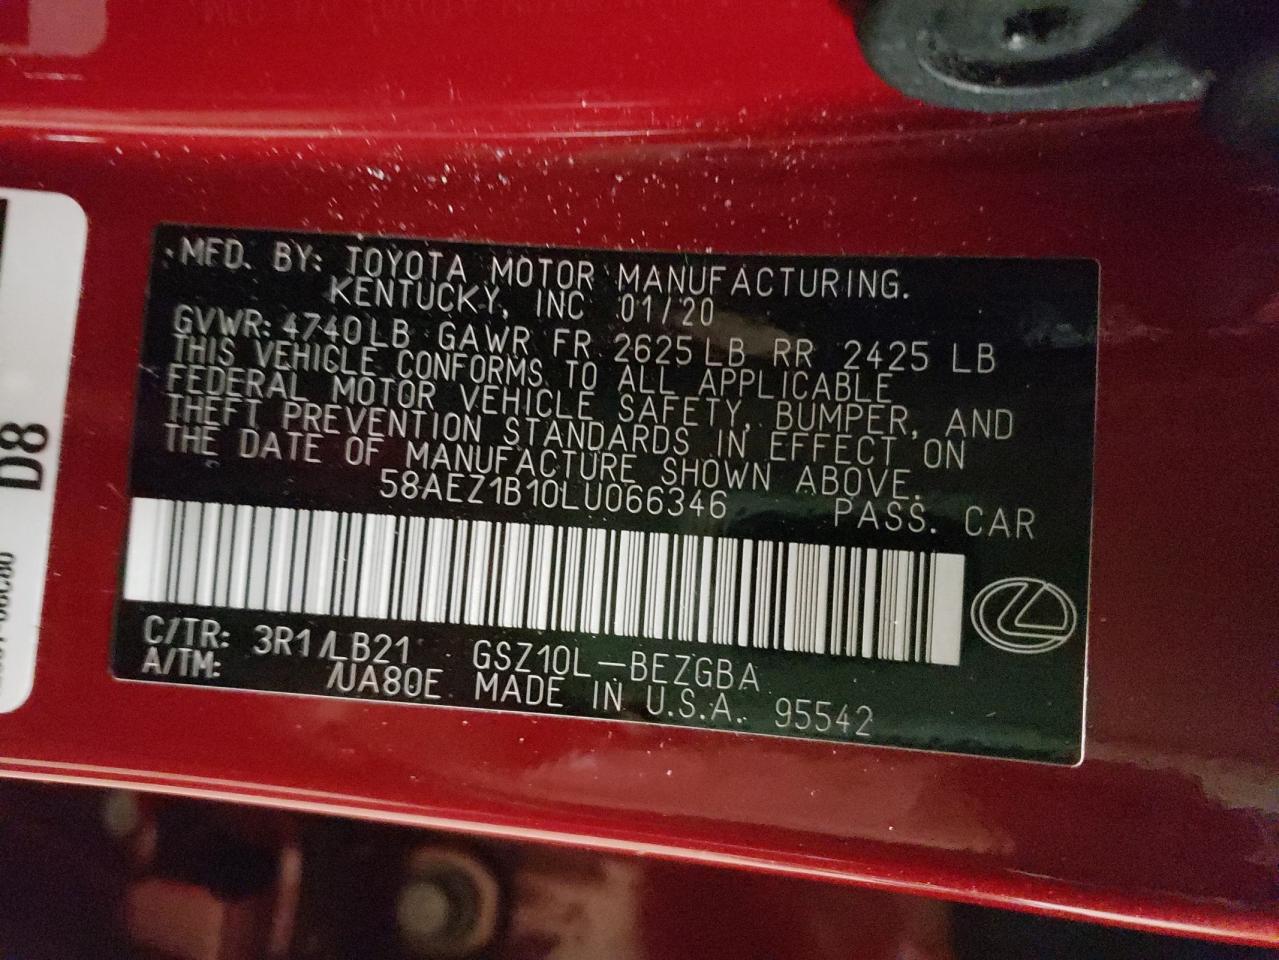 MFD. BY: TOYOTA MOTOR MANUFACTURING.
KENTUCKY, INC 01/20
GVWR: 4740LB GAWR FR 2625LB RR 2425 LB
THIS VEHICLE CONFORMS TO ALL APPLICABLE
FEDERAL MOTOR VEHICLE SAFETY, BUMPER, AND
THEFT PREVENTION STANDARDS IN EFFECT ON
THE DATE OF MANUFACTURE SHOWN ABOVE.
58AEZ1B10LU066346 PASS. CAR
C/TR: 3R1/LB21 GSZ10L-BEZGBA
A/TM: /UA80E MADE IN U.S.A. 95542
D8